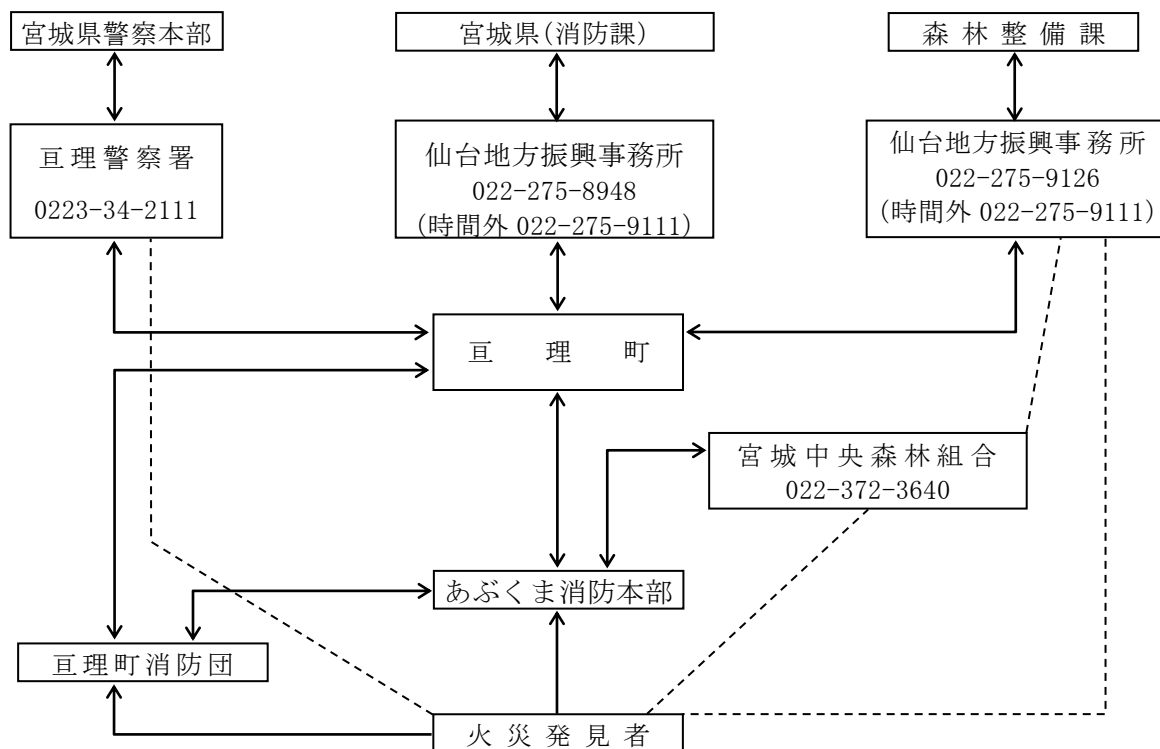 宮城県警察本部
宮城県(消防課)
森林整備課
亘理警察署
0223-34-2111
仙台地方振興事務所
022-275-8948
(時間外 022-275-9111)
仙台地方振興事務所
022-275-9126
(時間外 022-275-9111)
亘理町
宮城中央森林組合
022-372-3640
あぶくま消防本部
亘理町消防団
火災発見者